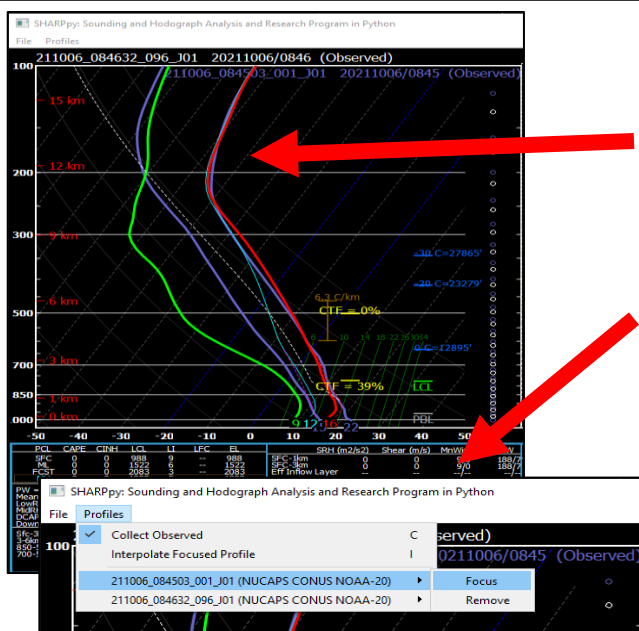 SHARPpy: Sounding and Hodograph Analysis and Research Program in Python
File Profiles
211006_084632_096_J01 20211006/0846 (Observed)
211006_084503_001_J01 20211006/0845 (Observed)
100
15 km
12 km
200
300
9 km
-30 C=27865'
-20 C=23279'
6.3 C/km
6 km
CTF = 0%
500
10 14 18 22
0 C=12895'
700
3 km
CTF = 39%
LCL
850
1 km
PBL
0 km
-50 -40 -30 -20 -10 0 10 20 30 40
PCL CAPE CINH LCL LI LFC EL
SRH (m2/s2) Shear (m/s)
SFC 0 0 988 9 -- 988
SFC-1km 0 0
188/7
ML 0 0 1522 6 -- 1522
SFC-3km 0 0 9/0 188/7
FCST 0 0 2083 3 -- 2083
Eff Inflow Layer
SHARPpy: Sounding and Hodograph Analysis and Research Program in Python
File Profiles
Collect Observed C
Interpolate Focused Profile I
211006_084503_001_J01 (NUCAPS CONUS NOAA-20)
Focus
211006_084632_096_J01 (NUCAPS CONUS NOAA-20)
Remove
100
0211006/0845 (Observed)